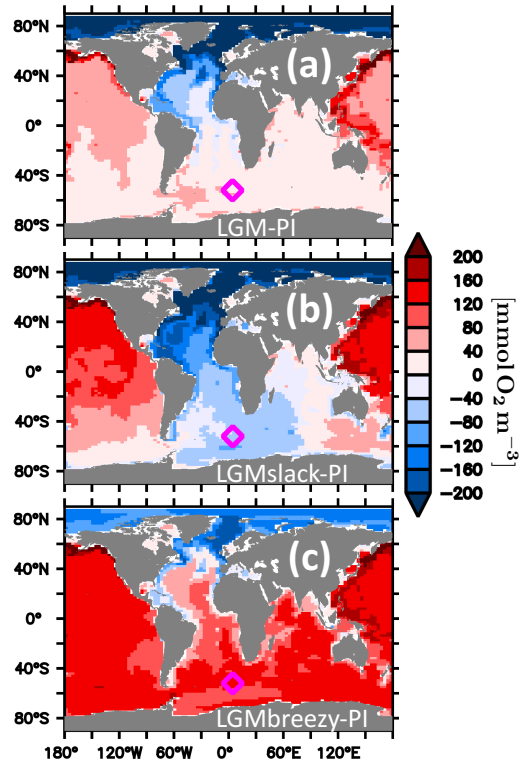 80°N
40°N
0°
40°S
80°S
(a)
LGM-PI
80°N
40°N
0°
40°S
80°S
(b)
LGMslack-PI
80°N
40°N
0°
40°S
80°S
(c)
LGMbreezy-PI
180°
120°W
60°W
0°
60°E
120°E
200
160
120
80
40
0
−40
−80
−120
−160
−200
[mmol O₂ m⁻³]